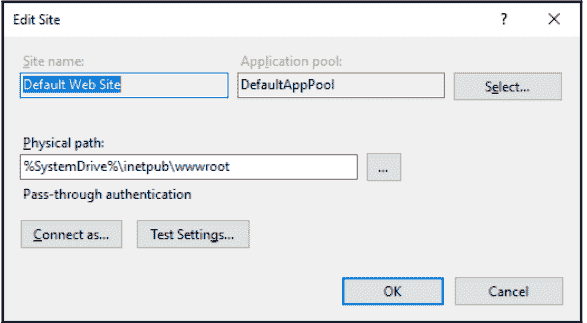 Edit Site ? ×
Site name: Application pool:
Default Web Site DefaultAppPool Select...
Physical path:
%SystemDrive%\inetpub\wwwroot ...
Pass-through authentication
Connect as... Test Settings...
OK Cancel